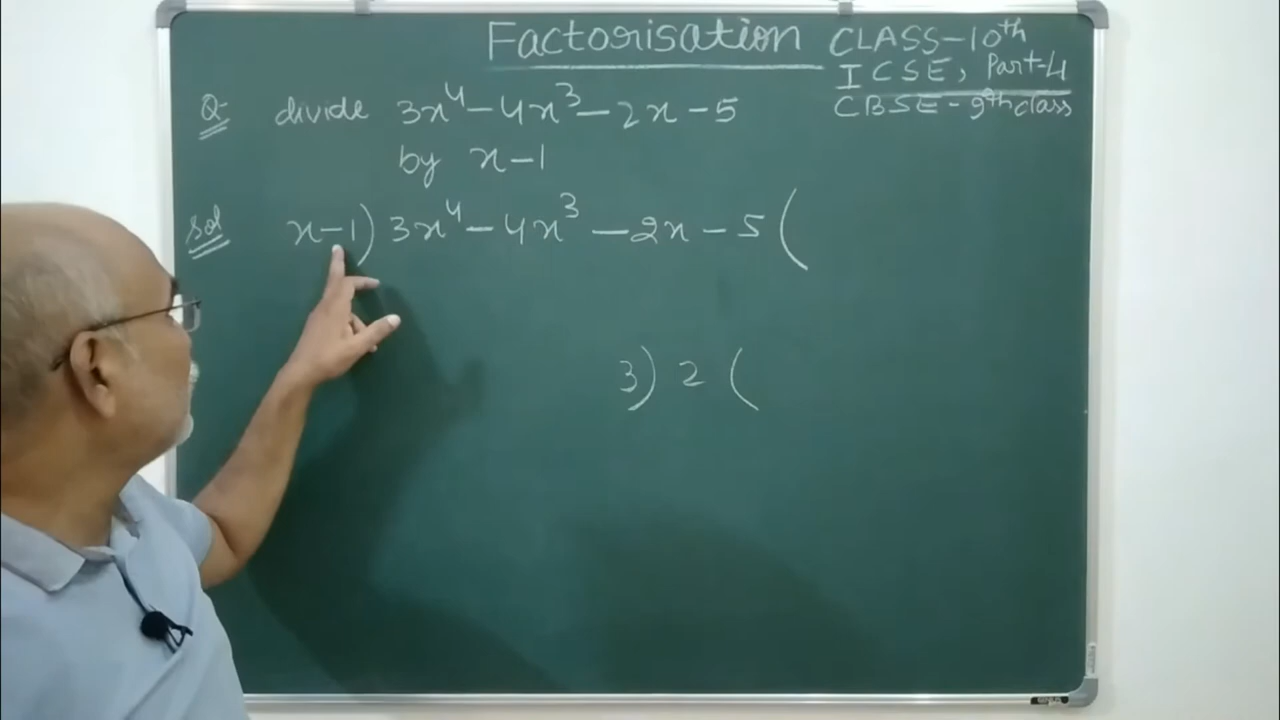 Factorisation CLASS-10th
ICSE, Part-4
CBSE-9th class
Q- divide 3x⁴-4x³-2x-5
by x-1
Sol x-1) 3x⁴-4x³-2x-5 (
3) 2 (